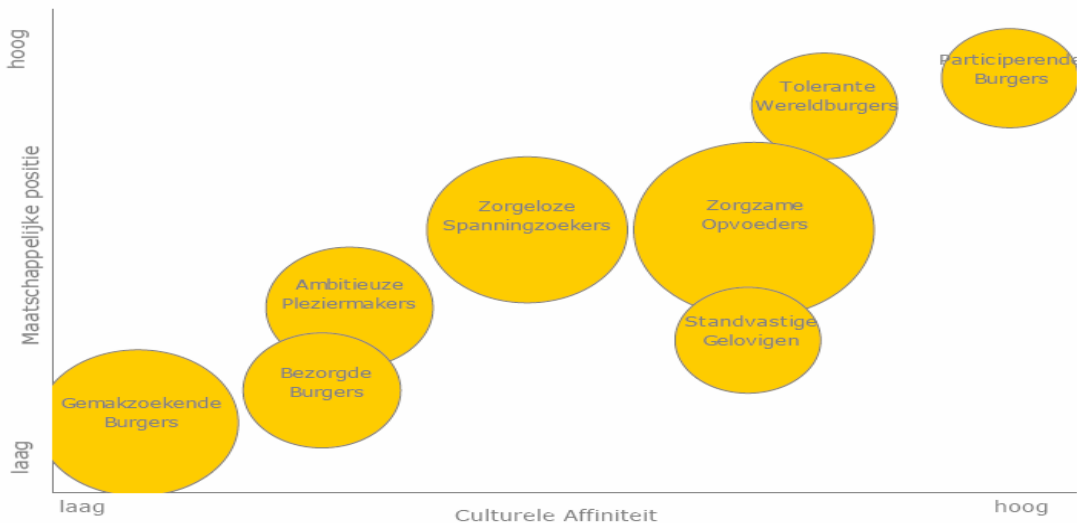 hoog
Participerende
Burgers
Tolerante
Wereldburgers
Maatschappelijke positie
Zorgeloze
Spanningzoekers
Zorgzame
Opvoeders
Ambitieuze
Pleziermakers
Standvastige
Gelovigen
Bezorgde
Burgers
Gemakzoekende
Burgers
laag
laag
hoog
Culturele Affiniteit